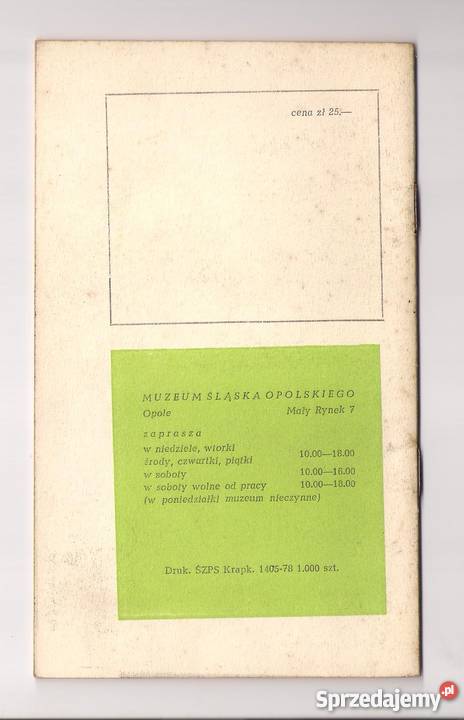 cena zł 25.—
MUZEUM ŚLĄSKA OPOLSKIEGO
Opole Mały Rynek 7
zaprasza
w niedziele, wtorki
środy, czwartki, piątki 10.00—18.00
w soboty 10.00—16.00
w soboty wolne od pracy 10.00—18.00
(w poniedziałki muzeum nieczynne)
Druk. ŚZPS Krapk. 1405-78 1.000 szt.
Sprzedajemy.pl